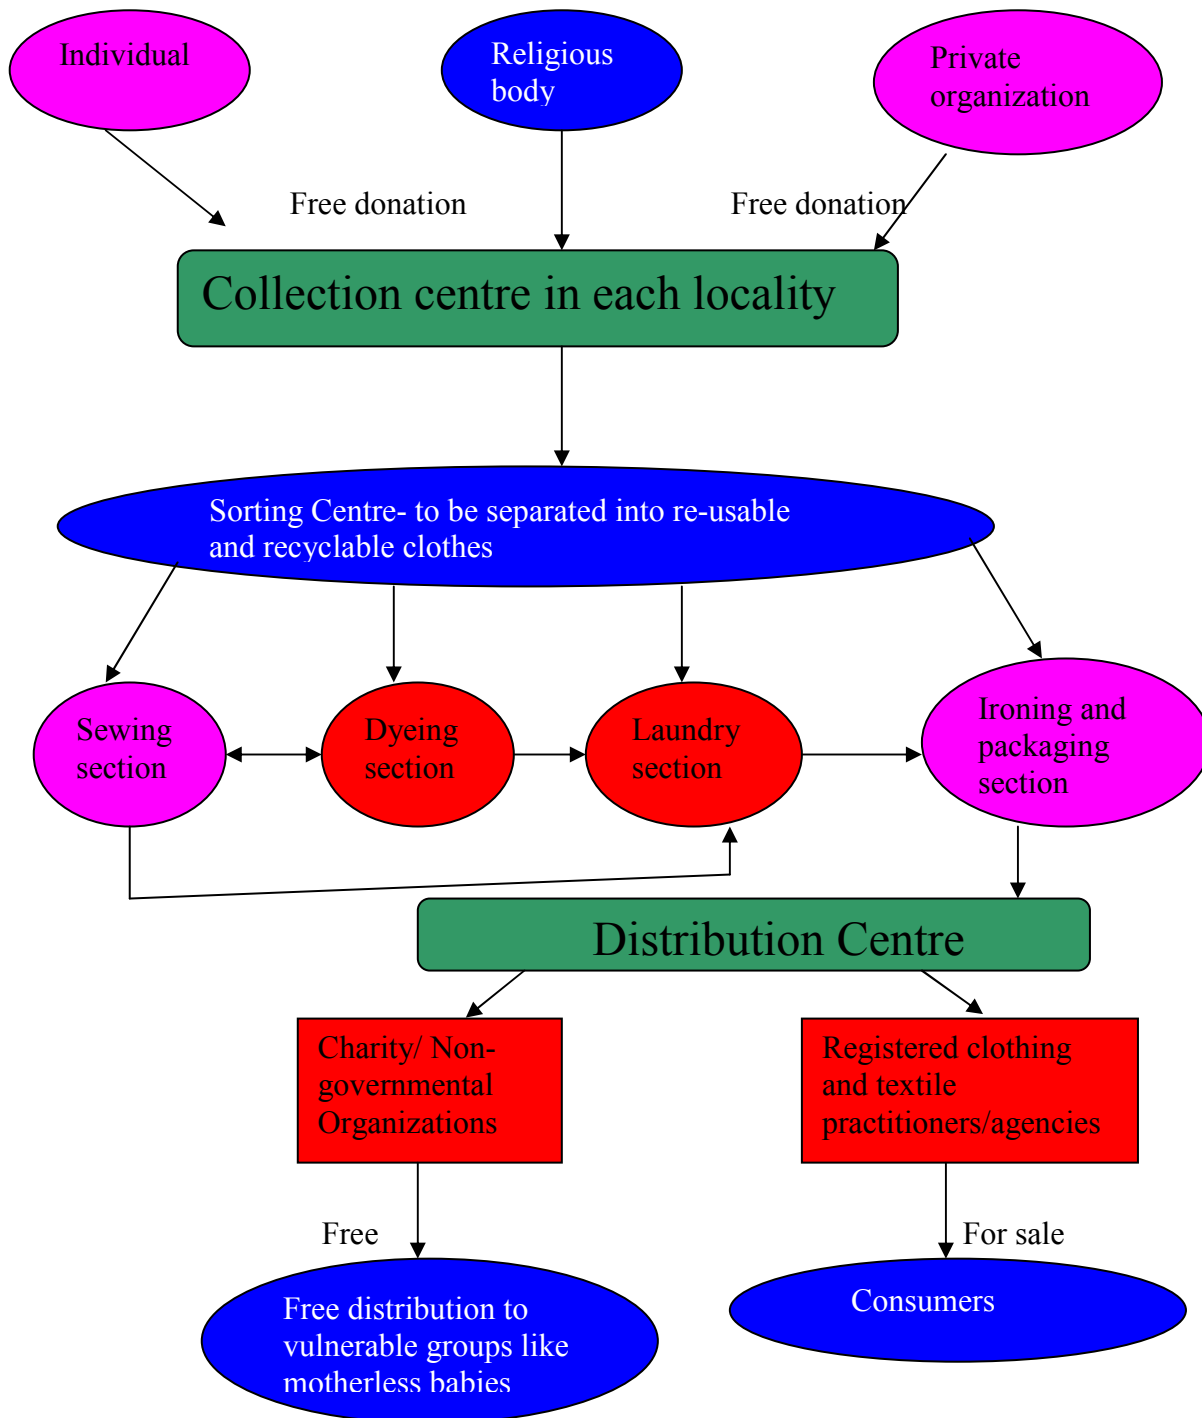 Individual
Religious
body
Private
organization
Free donation
Free donation
Collection centre in each locality
Sorting Centre- to be separated into re-usable
and recyclable clothes
Sewing
section
Dyeing
section
Laundry
section
Ironing and
packaging
section
Distribution Centre
Charity/ Non-
governmental
Organizations
Registered clothing
and textile
practitioners/agencies
Free
For sale
Free distribution to
vulnerable groups like
motherless babies
Consumers